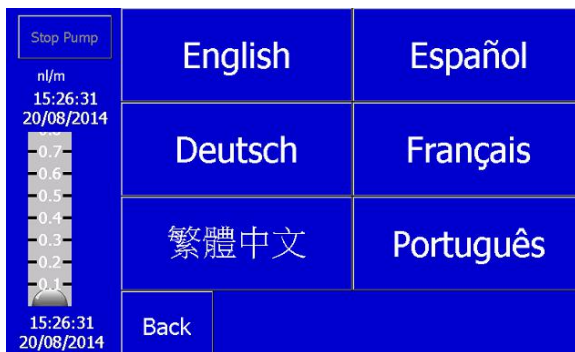 Stop Pump
nl/m
15:26:31
20/08/2014
0.7
0.6
0.5
0.4
0.3
0.2
0.1
15:26:31
20/08/2014
English
Español
Deutsch
Français
繁體中文
Português
Back